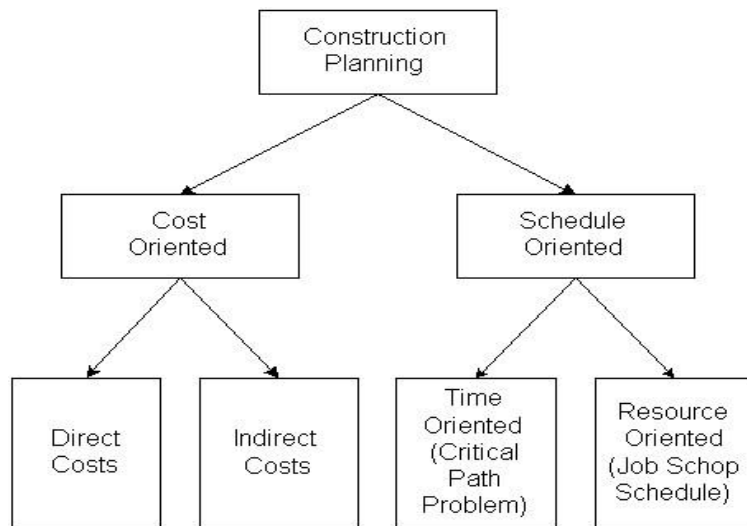 Construction
Planning
Cost
Oriented
Schedule
Oriented
Direct
Costs
Indirect
Costs
Time
Oriented
(Critical
Path
Problem)
Resource
Oriented
(Job Schop
Schedule)